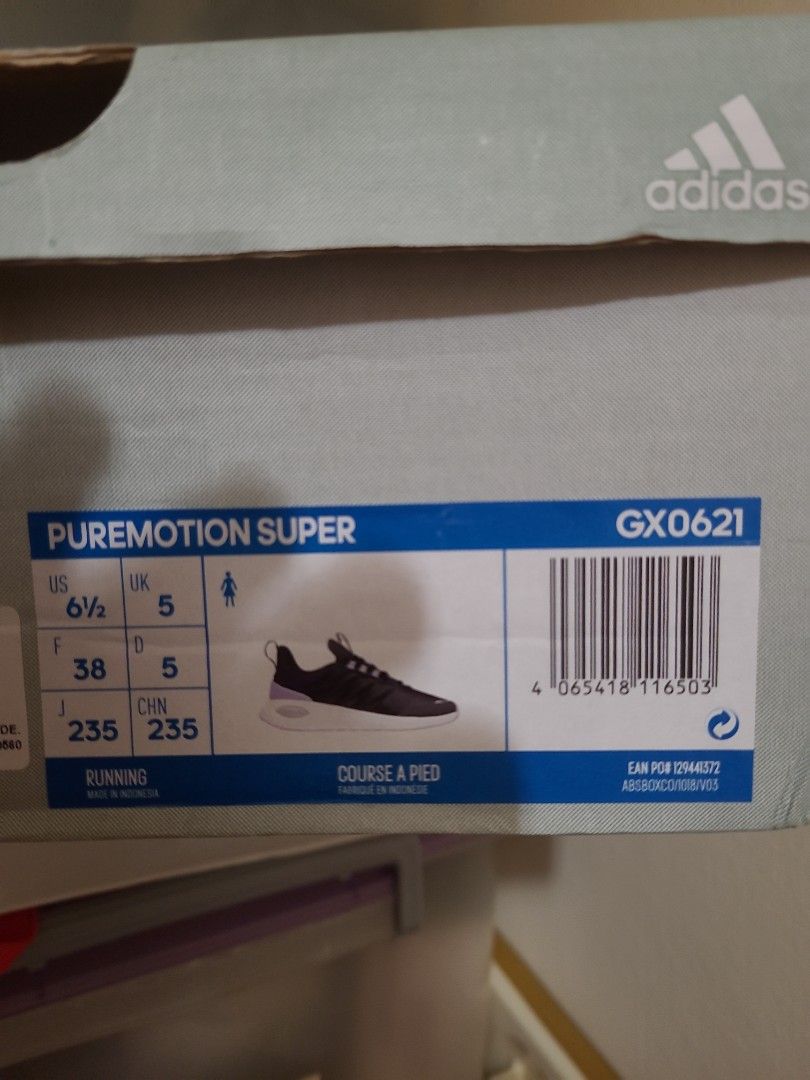 adidas
PUREMOTION SUPER GX0621
US 6½ UK 5
F 38 D 5
J 235 CHN 235
4 065418 116503
DE.
RUNNING COURSE A PIED EAN PO# 129441372
MADE IN INDONESIA FABRIQUÉ EN INDONESIE ABSBOXCO/1018/V03